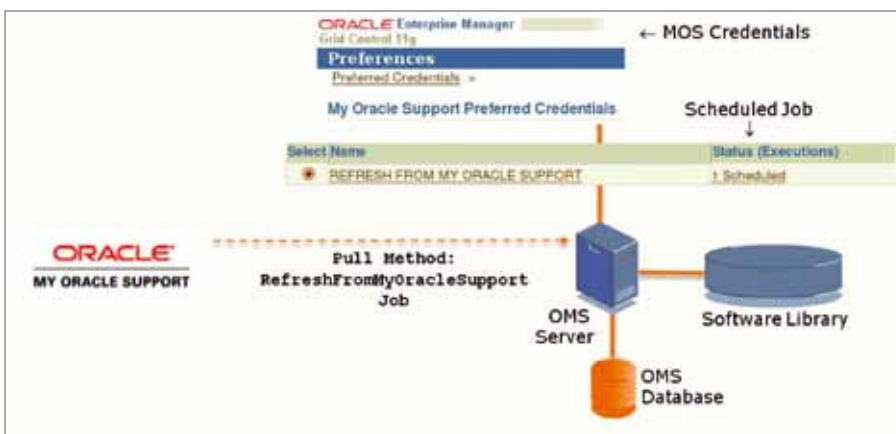 ORACLE Enterprise Manager
Grid Control 11g
← MOS Credentials
Preferences
Preferred Credentials »
My Oracle Support Preferred Credentials
Scheduled Job
↓
Select Name Status (Executions)
REFRESH FROM MY ORACLE SUPPORT 1 Scheduled
ORACLE
MY ORACLE SUPPORT
Pull Method:
RefreshFromMyOracleSupport
Job
OMS
Server
Software Library
OMS
Database